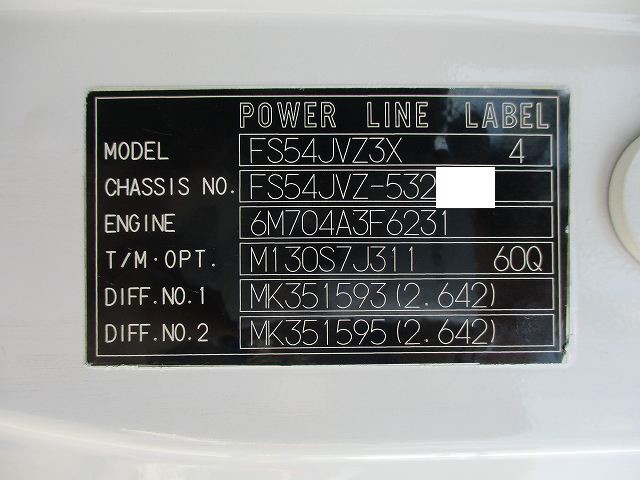 POWER LINE LABEL
MODEL FS54JVZ3X 4
CHASSIS NO. FS54JVZ-532
ENGINE 6M704A3F6231
T/M·OPT. M130S7J311 60Q
DIFF.NO.1 MK351593(2.642)
DIFF.NO.2 MK351595(2.642)